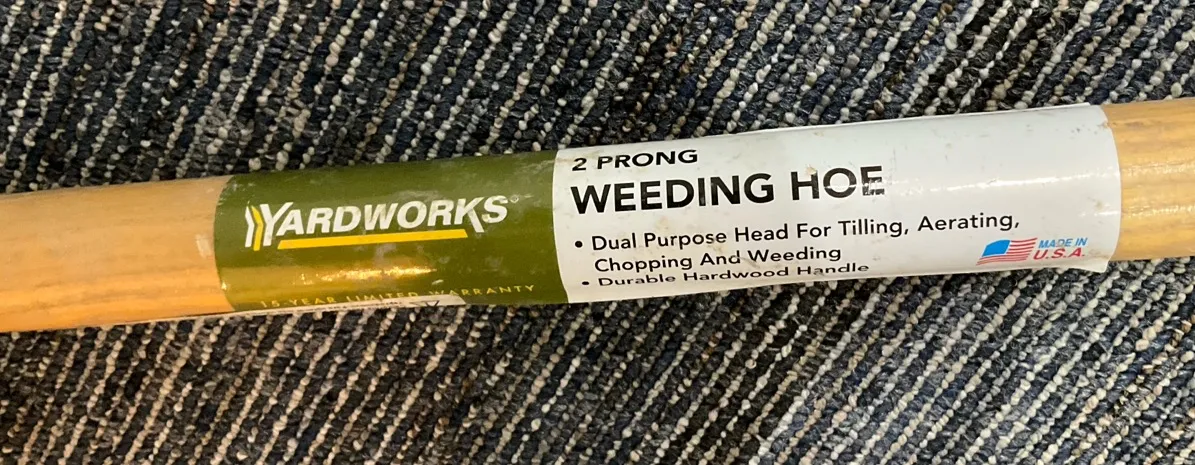 YARDWORKS®
15-YEAR LIMITED WARRANTY
2 PRONG
WEEDING HOE
• Dual Purpose Head For Tilling, Aerating,
Chopping And Weeding
• Durable Hardwood Handle
MADE IN
U.S.A.